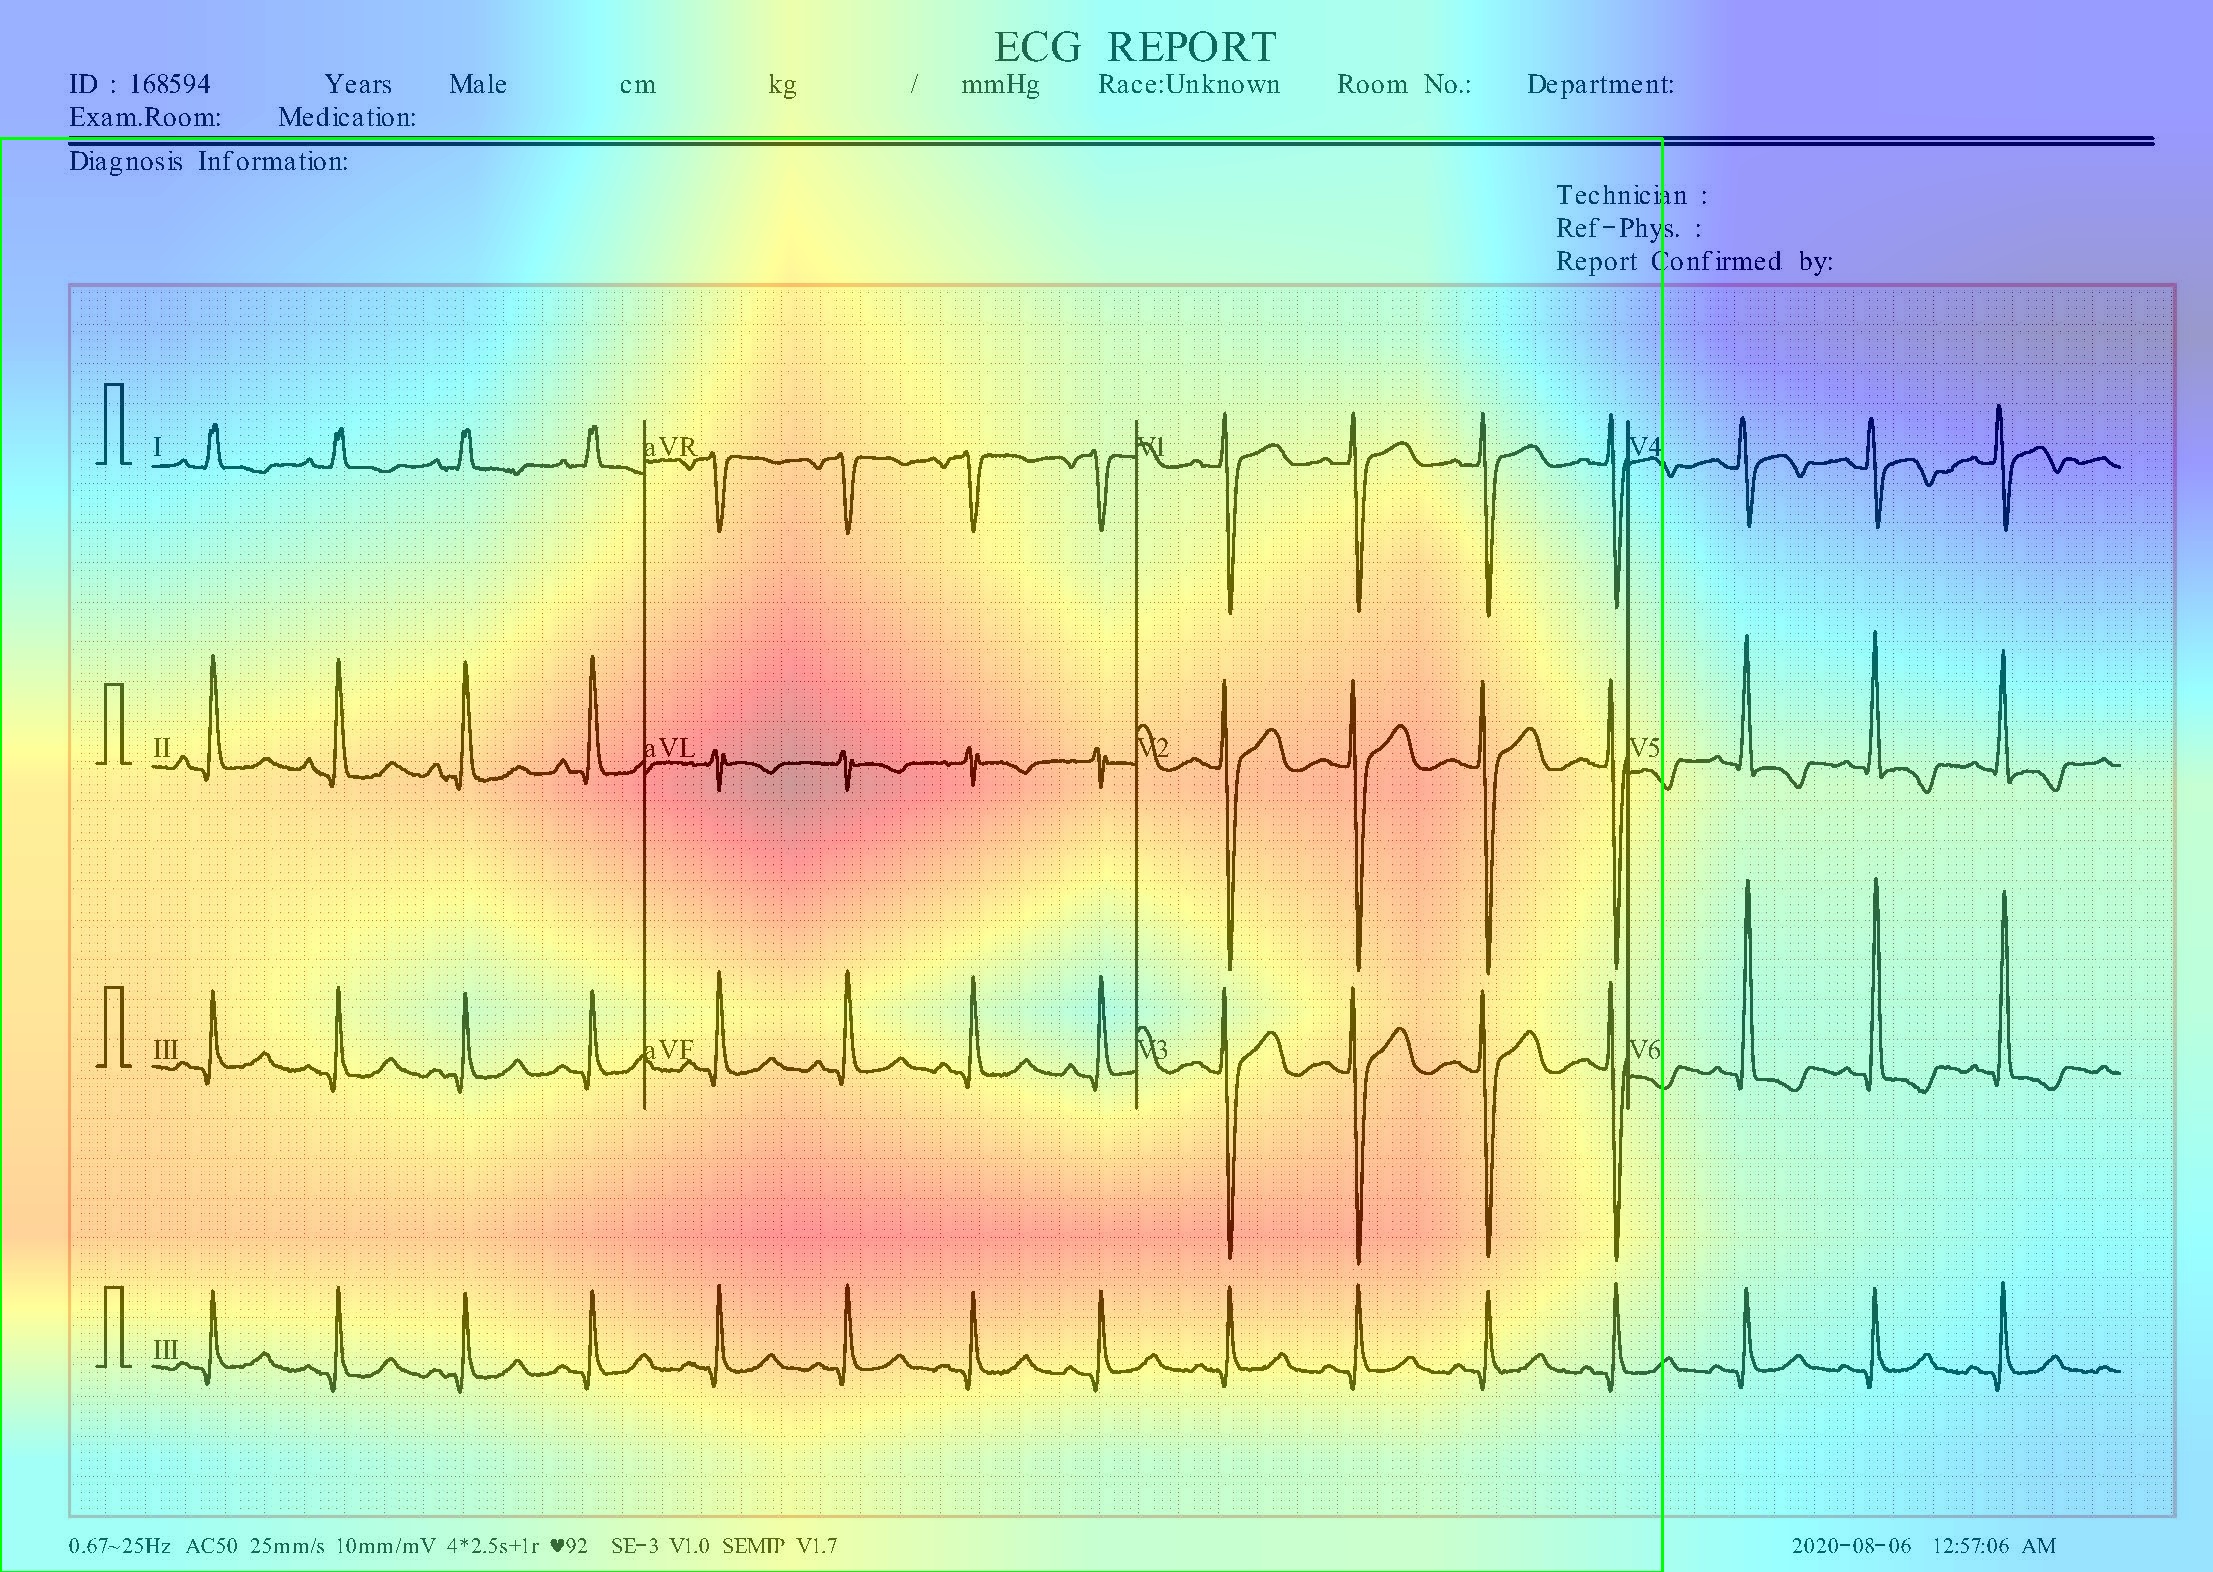 ECG REPORT
ID : 168594 Years Male cm kg / mmHg Race:Unknown Room No.: Department:
Exam.Room: Medication:
Diagnosis Information:
Technician :
Ref-Phys. :
Report Confirmed by:
I aVR V1 V4
II aVL V2 V5
III aVF V3 V6
III
0.67~25Hz AC50 25mm/s 10mm/mV 4*2.5s+1r ♥92 SE-3 V1.0 SEMIP V1.7
2020-08-06 12:57:06 AM